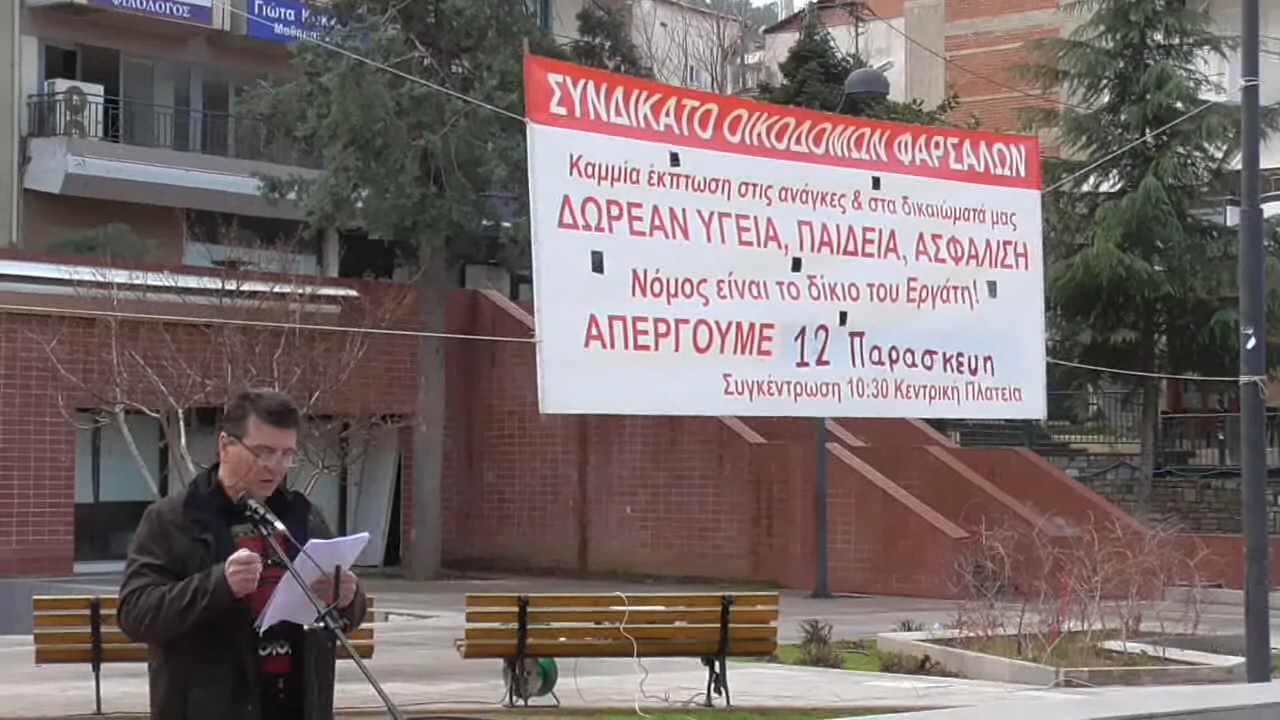 ΦΙΛΟΛΟΓΟΣ
Γιώτα
ΣΥΝΔΙΚΑΤΟ ΟΙΚΟΔΟΜΩΝ ΦΑΡΣΑΛΩΝ
Καμμία έκπτωση στις ανάγκες & στα δικαιώματά μας
ΔΩΡΕΑΝ ΥΓΕΙΑ, ΠΑΙΔΕΙΑ, ΑΣΦΑΛΙΣΗ
Νόμος είναι το δίκιο του Εργάτη!
ΑΠΕΡΓΟΥΜΕ 12 Παρασκευη
Συγκέντρωση 10:30 Κεντρική Πλατεία